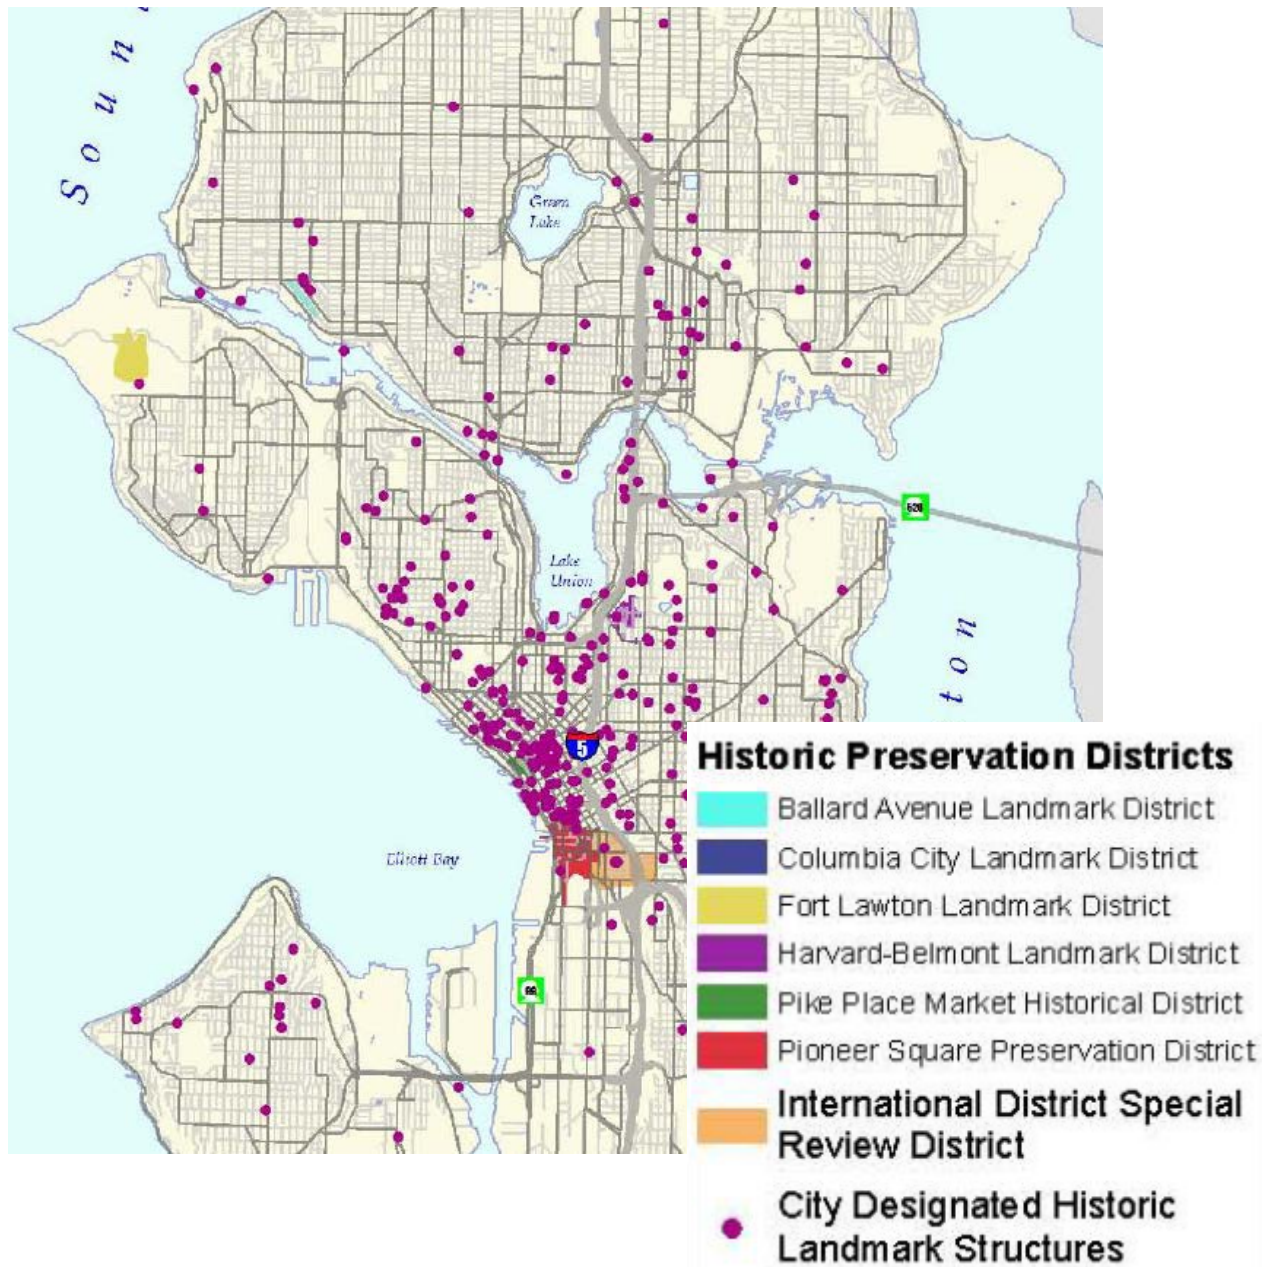 Soun
Green
Lake
520
Lake
Union
ton
5
Elliott Bay
99
Historic Preservation Districts
Ballard Avenue Landmark District
Columbia City Landmark District
Fort Lawton Landmark District
Harvard-Belmont Landmark District
Pike Place Market Historical District
Pioneer Square Preservation District
International District Special
Review District
City Designated Historic
Landmark Structures